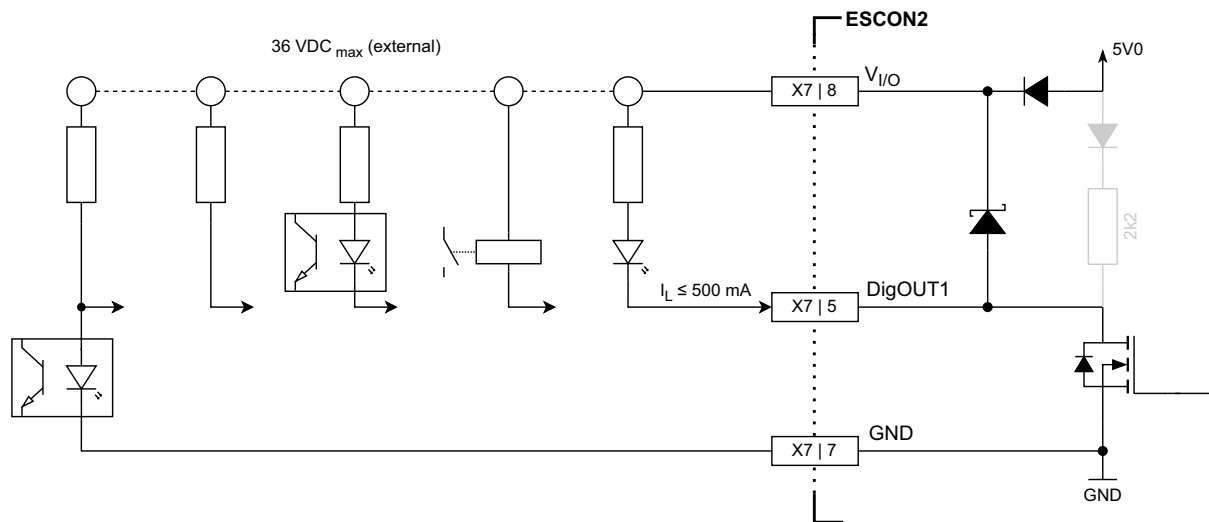 ESCON2
36 VDC max (external)
5V0
X7 | 8
VI/O
2k2
IL ≤ 500 mA
X7 | 5
DigOUT1
X7 | 7
GND
GND